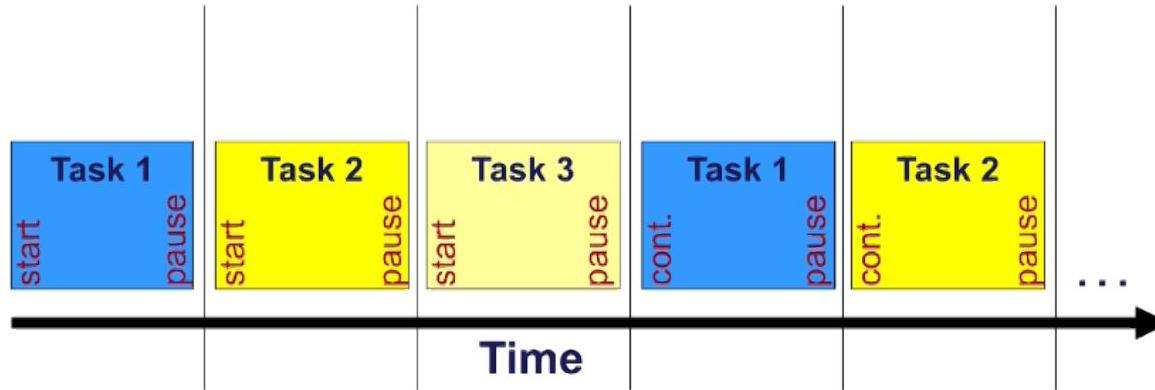 Task 1
start
pause
Task 2
start
pause
Task 3
start
pause
Task 1
cont.
pause
Task 2
cont.
pause
...
Time